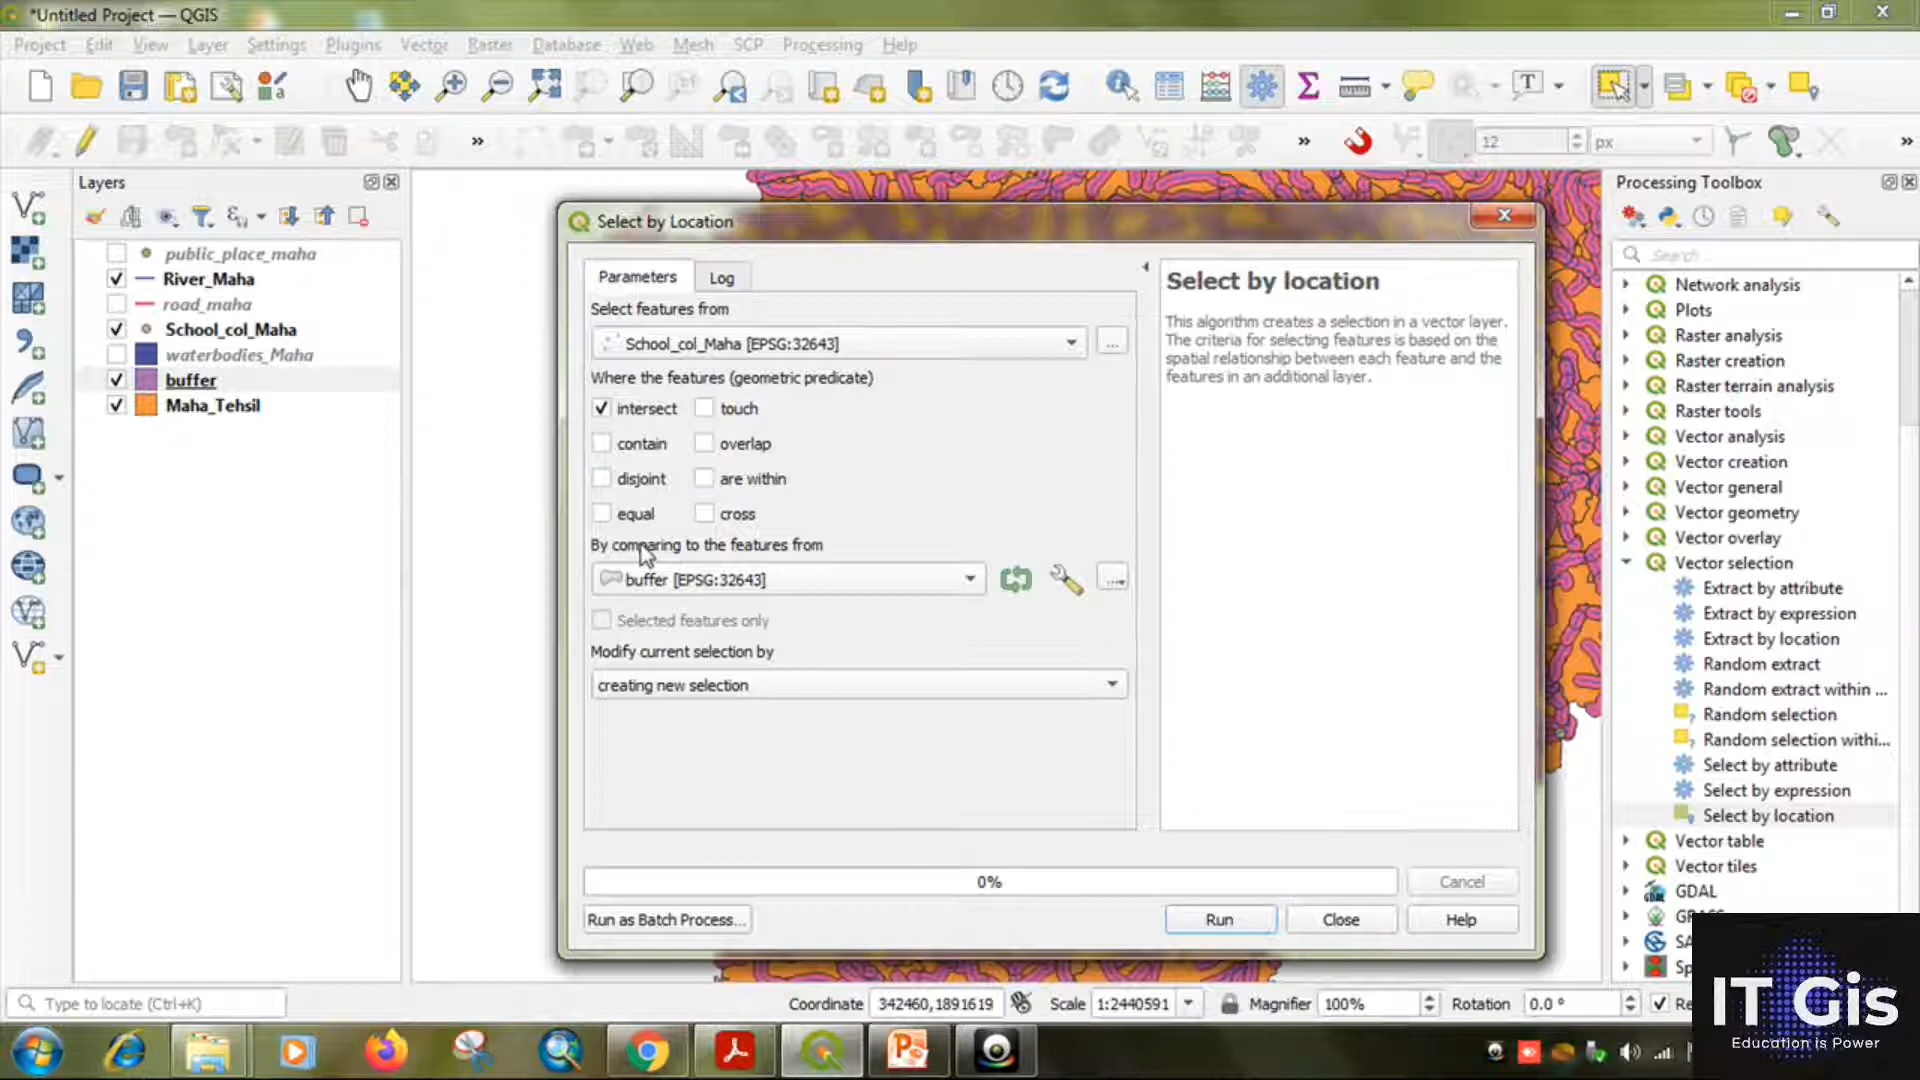 *Untitled Project — QGIS
Project Edit View Layer Settings Plugins Vector Raster Database Web Mesh SCP Processing Help
12 px
Layers
public_place_maha
River_Maha
road_maha
School_col_Maha
waterbodies_Maha
buffer
Maha_Tehsil
Select by Location
Parameters Log
Select features from
School_col_Maha [EPSG:32643]
...
Where the features (geometric predicate)
intersect touch
contain overlap
disjoint are within
equal cross
By comparing to the features from
buffer [EPSG:32643]
...
Selected features only
Modify current selection by
creating new selection
Select by location
This algorithm creates a selection in a vector layer.
The criteria for selecting features is based on the
spatial relationship between each feature and the
features in an additional layer.
0%
Cancel
Run as Batch Process...
Run Close Help
Processing Toolbox
Search...
Network analysis
Plots
Raster analysis
Raster creation
Raster terrain analysis
Raster tools
Vector analysis
Vector creation
Vector general
Vector geometry
Vector overlay
Vector selection
Extract by attribute
Extract by expression
Extract by location
Random extract
Random extract within ...
Random selection
Random selection withi...
Select by attribute
Select by expression
Select by location
Vector table
Vector tiles
GDAL
Type to locate (Ctrl+K)
Coordinate 342460,1891619 Scale 1:2440591 Magnifier 100% Rotation 0.0 °
IT Gis
Education is Power